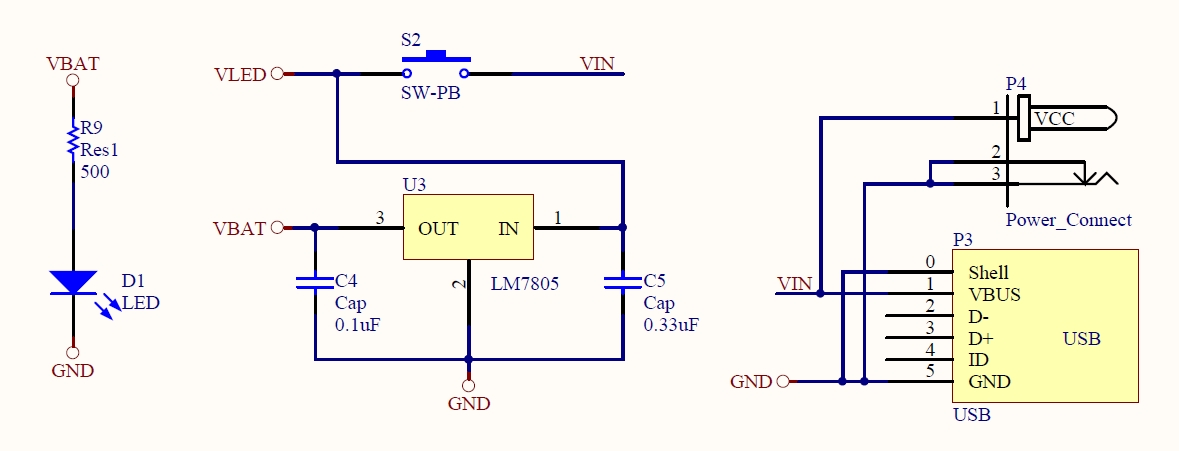 VBAT
R9
Res1
500
D1
LED
GND
S2
VLED
VIN
SW-PB
U3
VBAT
3
OUT
IN
1
2
LM7805
C4
Cap
0.1uF
C5
Cap
0.33uF
GND
P4
1
VCC
2
3
Power_Connect
P3
0
Shell
VIN
1
VBUS
2
D-
3
D+
USB
4
ID
GND
5
GND
USB